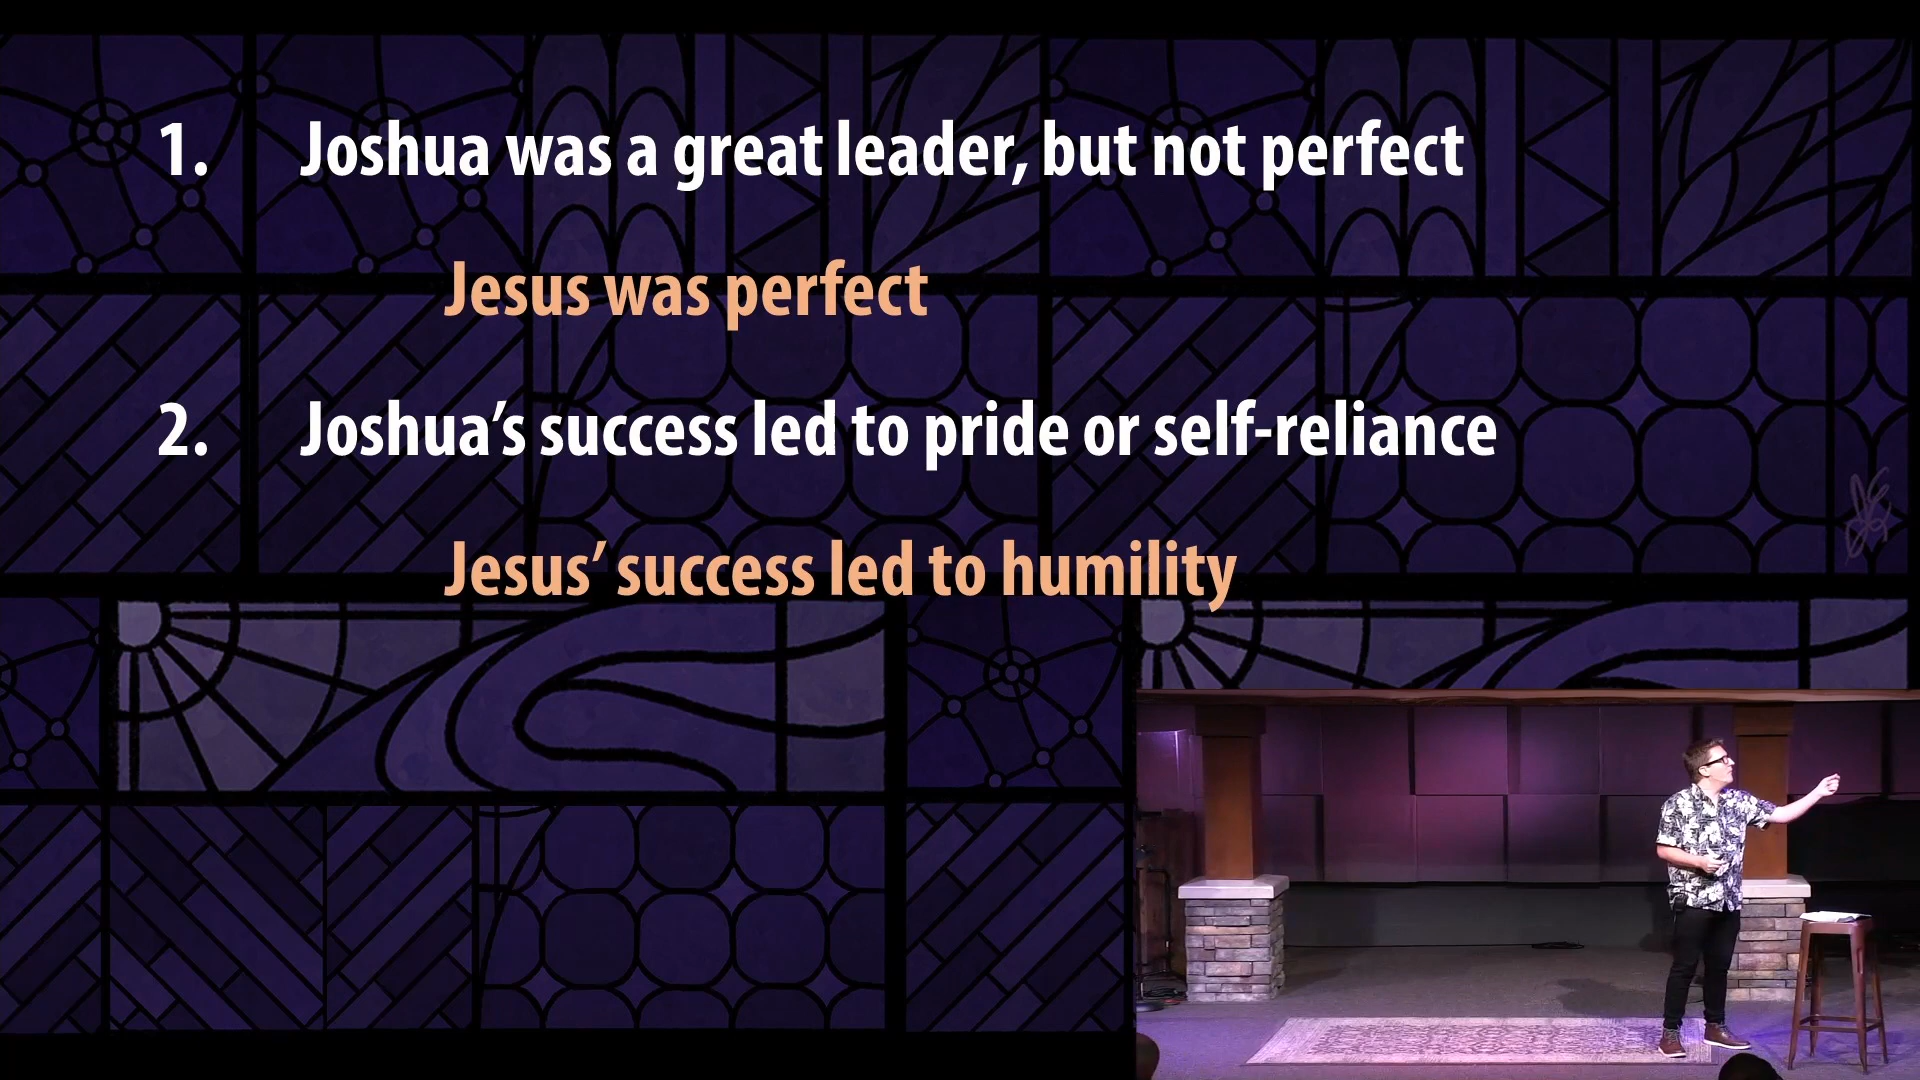 1. Joshua was a great leader, but not perfect
Jesus was perfect
2. Joshua’s success led to pride or self-reliance
Jesus’ success led to humility